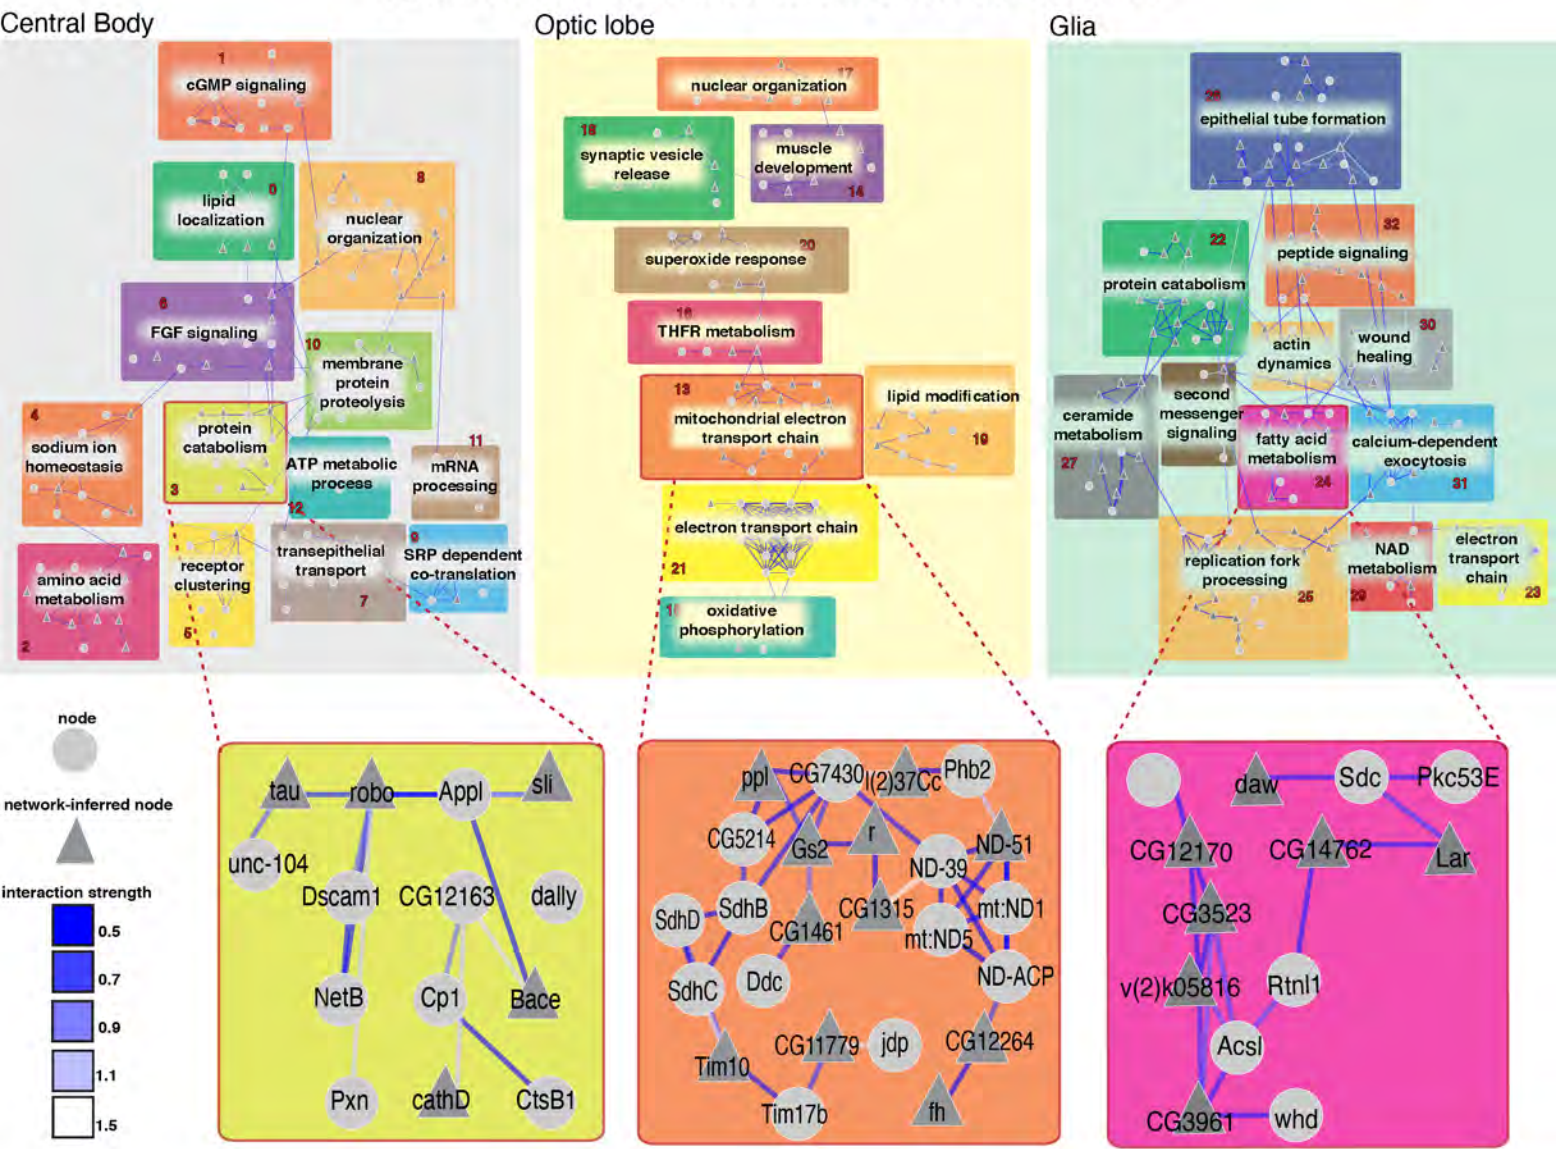 Central Body
1
cGMP signaling
lipid
localization
0
8
nuclear
organization
6
FGF signaling
10
membrane
protein
proteolysis
4
sodium ion
homeostasis
protein
catabolism
3
ATP metabolic
process
12
11
mRNA
processing
amino acid
metabolism
2
receptor
clustering
5
transepithelial
transport
7
9
SRP dependent
co-translation
Optic lobe
17
nuclear organization
18
synaptic vesicle
release
muscle
development
14
20
superoxide response
16
THFR metabolism
13
mitochondrial electron
transport chain
lipid modification
19
electron transport chain
21
oxidative
phosphorylation
Glia
epithelial tube formation
22
protein catabolism
32
peptide signaling
actin
dynamics
30
wound
healing
ceramide
metabolism
27
second
messenger
signaling
fatty acid
metabolism
24
calcium-dependent
exocytosis
31
replication fork
processing
25
NAD
metabolism
29
electron
transport
chain
23
node
network-inferred node
interaction strength
0.5
0.7
0.9
1.1
1.5
tau
robo
Appl
sli
unc-104
Dscam1
CG12163
dally
NetB
Cp1
Bace
Pxn
cathD
CtsB1
ppl
CG7430
l(2)37Cc
Phb2
CG5214
Gs2
r
ND-39
ND-51
SdhD
SdhB
CG1461
CG1315
mt:ND5
mt:ND1
SdhC
Ddc
ND-ACP
Tim10
CG11779
jdp
CG12264
Tim17b
fh
daw
Sdc
Pkc53E
CG12170
CG14762
Lar
CG3523
v(2)k05816
Rtnl1
Acsl
CG3961
whd